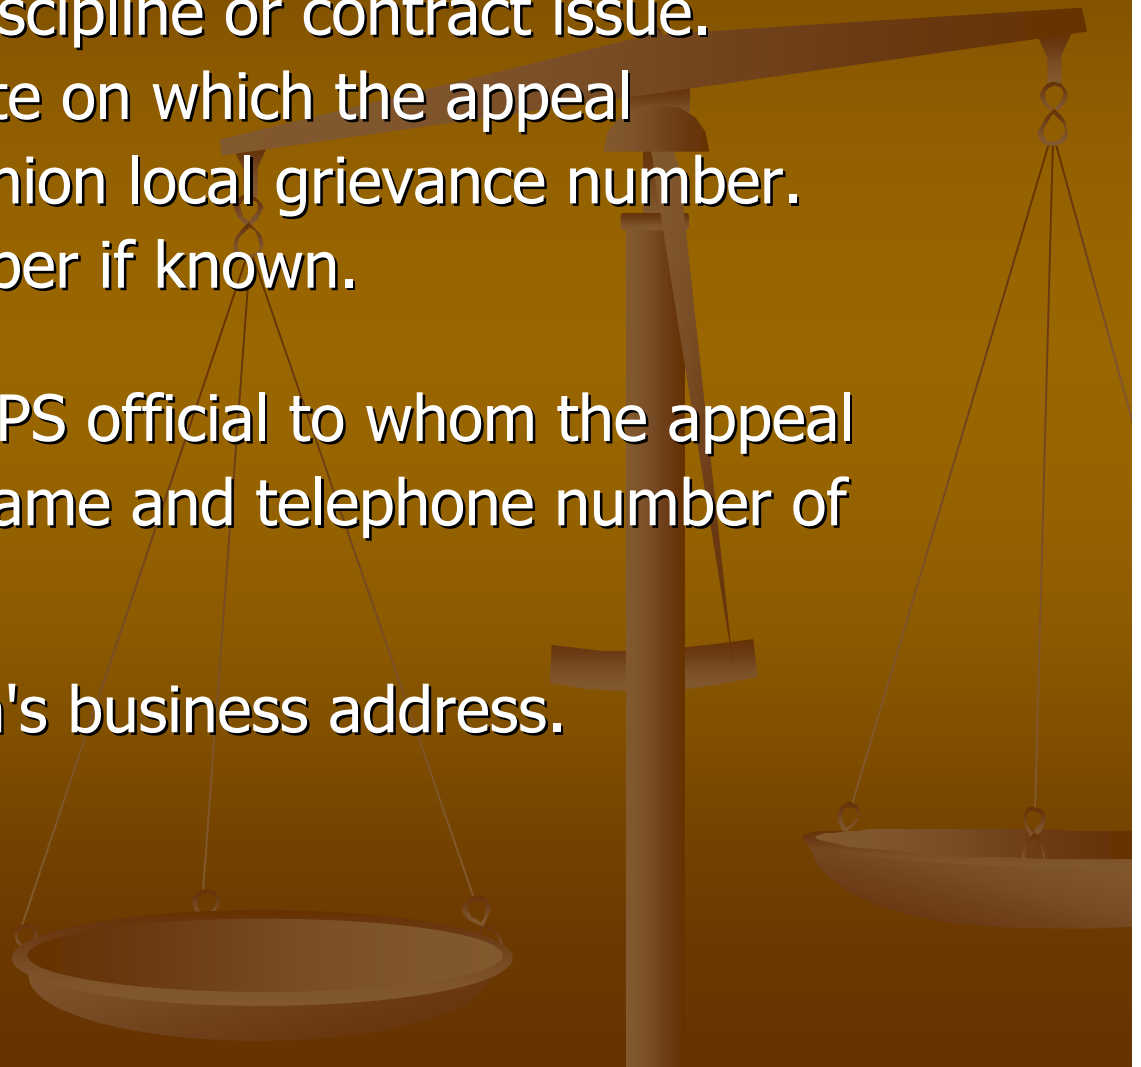 scipline or contract issue.
te on which the appeal
nion local grievance number.
ber if known.
PS official to whom the appeal
ame and telephone number of
's business address.